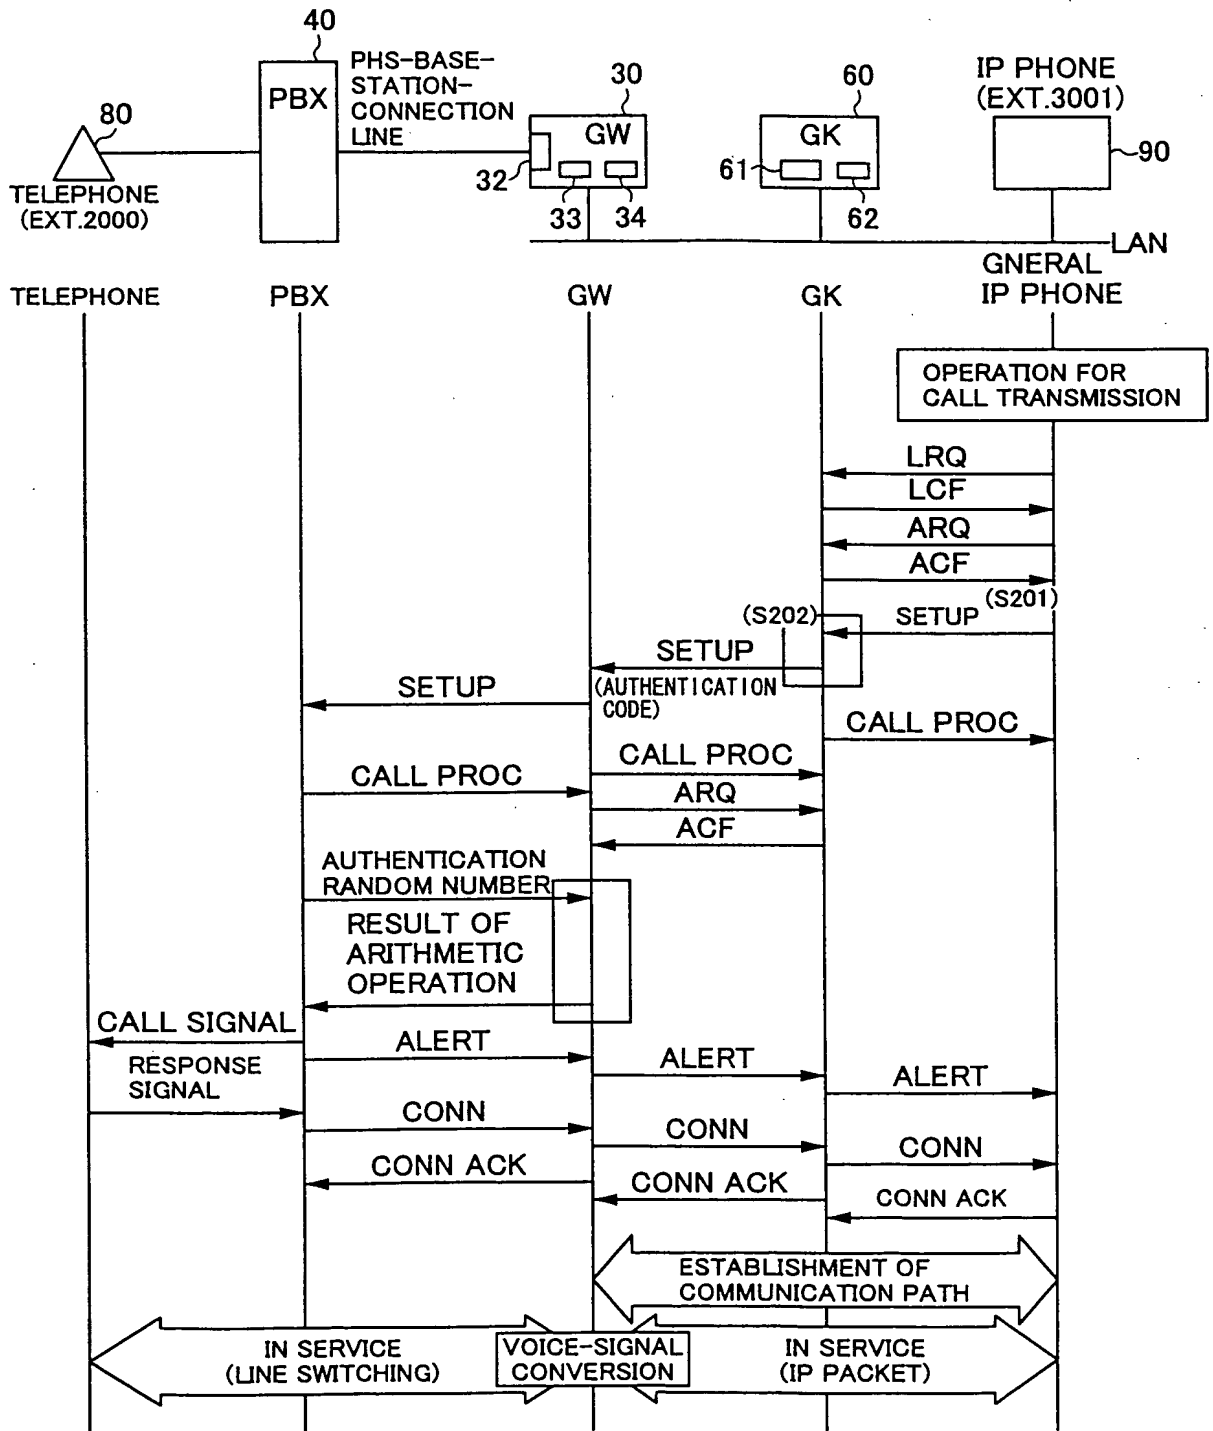 40
PHS-BASE-
STATION-
CONNECTION
LINE
30
60
IP PHONE
(EXT.3001)
80
PBX
GW
GK
90
32
61
TELEPHONE
(EXT.2000)
33
34
62
LAN
TELEPHONE
PBX
GW
GK
GNERAL
IP PHONE
OPERATION FOR
CALL TRANSMISSION
LRQ
LCF
ARQ
ACF
(S201)
(S202)
SETUP
SETUP
(AUTHENTICATION
CODE)
SETUP
CALL PROC
CALL PROC
CALL PROC
ARQ
ACF
AUTHENTICATION
RANDOM NUMBER
RESULT OF
ARITHMETIC
OPERATION
CALL SIGNAL
ALERT
ALERT
ALERT
RESPONSE
SIGNAL
CONN
CONN
CONN
CONN ACK
CONN ACK
CONN ACK
ESTABLISHMENT OF
COMMUNICATION PATH
IN SERVICE
(LINE SWITCHING)
VOICE-SIGNAL
CONVERSION
IN SERVICE
(IP PACKET)